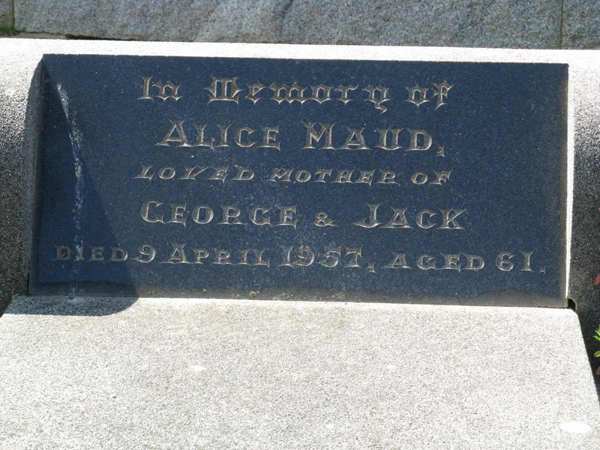 In Memory of
ALICE MAUD,
LOVED MOTHER OF
GEORGE & JACK
DIED 9 APRIL 1957, AGED 61.